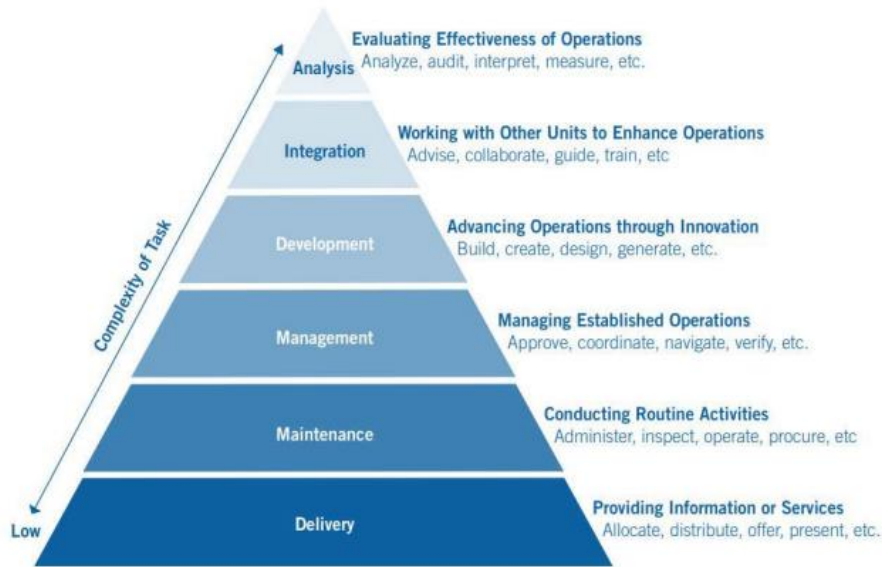 Evaluating Effectiveness of Operations
Analyze, audit, interpret, measure, etc.
Analysis
Working with Other Units to Enhance Operations
Advise, collaborate, guide, train, etc
Integration
Advancing Operations through Innovation
Build, create, design, generate, etc.
Development
Complexity of Task
Managing Established Operations
Approve, coordinate, navigate, verify, etc.
Management
Conducting Routine Activities
Administer, inspect, operate, procure, etc
Maintenance
Providing Information or Services
Allocate, distribute, offer, present, etc.
Delivery
Low